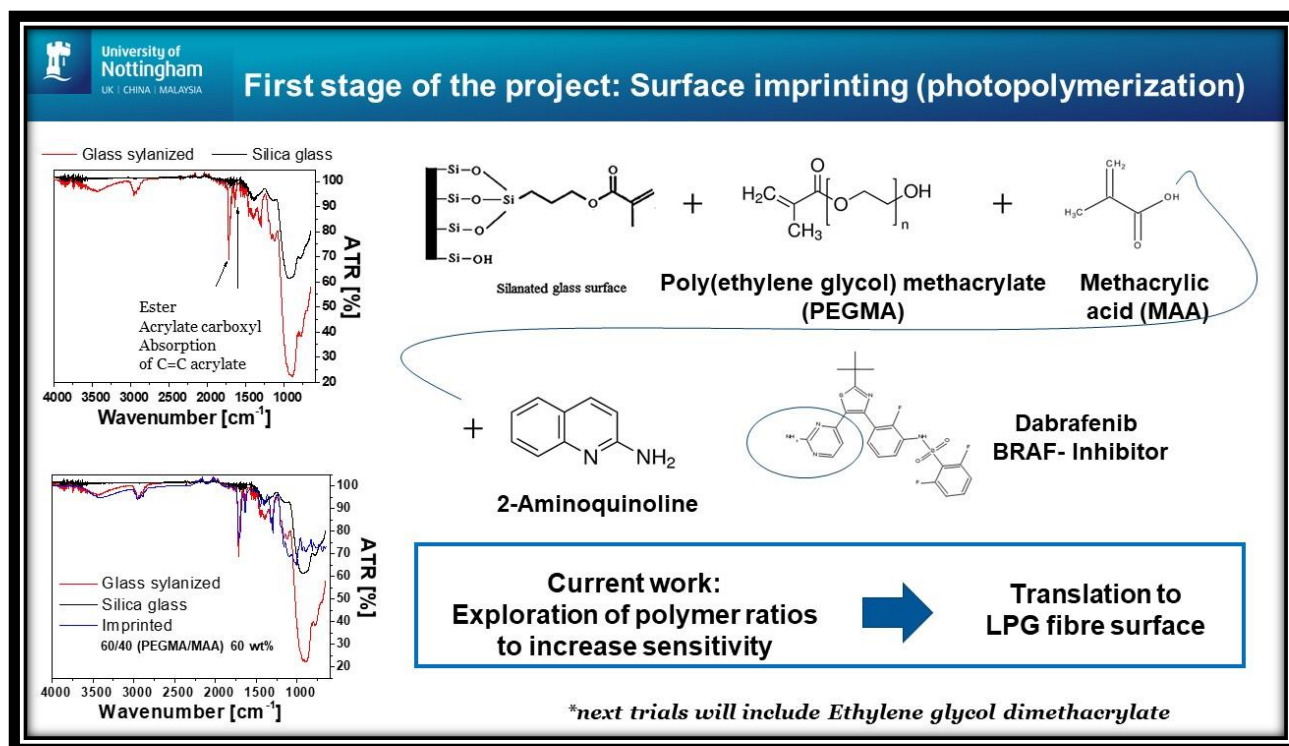 University of
Nottingham
UK | CHINA | MALAYSIA
First stage of the project: Surface imprinting (photopolymerization)
Glass sylanized
Silica glass
100
90
80
70
60
50
40
30
20
ATR [%]
Ester
Acrylate carboxyl
Absorption
of C=C acrylate
4000 3500 3000 2500 2000 1500 1000
Wavenumber [cm-1]
Si-O
Si-O
Si-O
Si-OH
Si
O
O
Silanated glass surface
+
H2C
O
CH3
O
O
OH
n
Poly(ethylene glycol) methacrylate
(PEGMA)
+
CH2
H3C
OH
O
Methacrylic
acid (MAA)
+
N
NH2
2-Aminoquinoline
S
N
N
N
NH
F
NH
O
S
O
F
F
Dabrafenib
BRAF- Inhibitor
100
90
80
70
60
50
40
30
20
ATR [%]
Glass sylanized
Silica glass
Imprinted
60/40 (PEGMA/MAA) 60 wt%
4000 3500 3000 2500 2000 1500 1000
Wavenumber [cm-1]
Current work:
Exploration of polymer ratios
to increase sensitivity
Translation to
LPG fibre surface
*next trials will include Ethylene glycol dimethacrylate